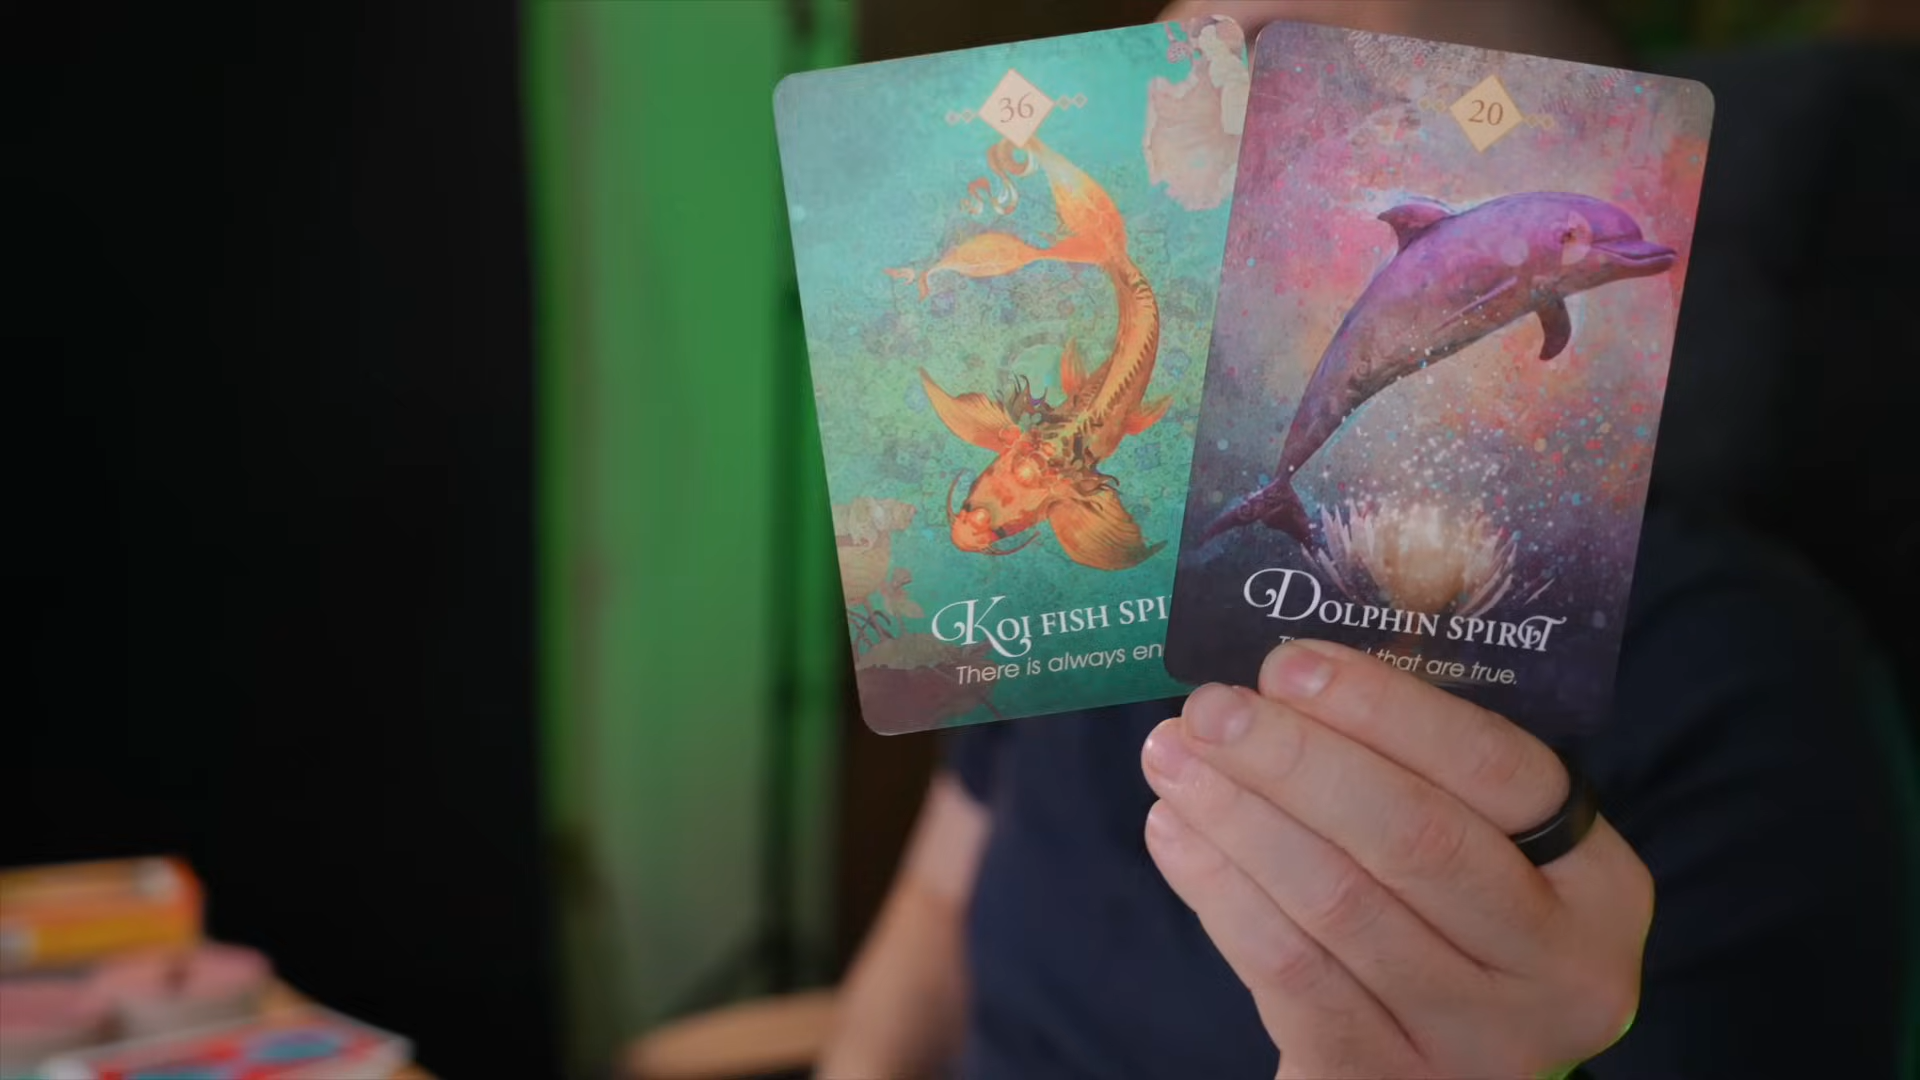 36
KOI FISH SPI
There is always en
20
DOLPHIN SPIRIT
that are true.